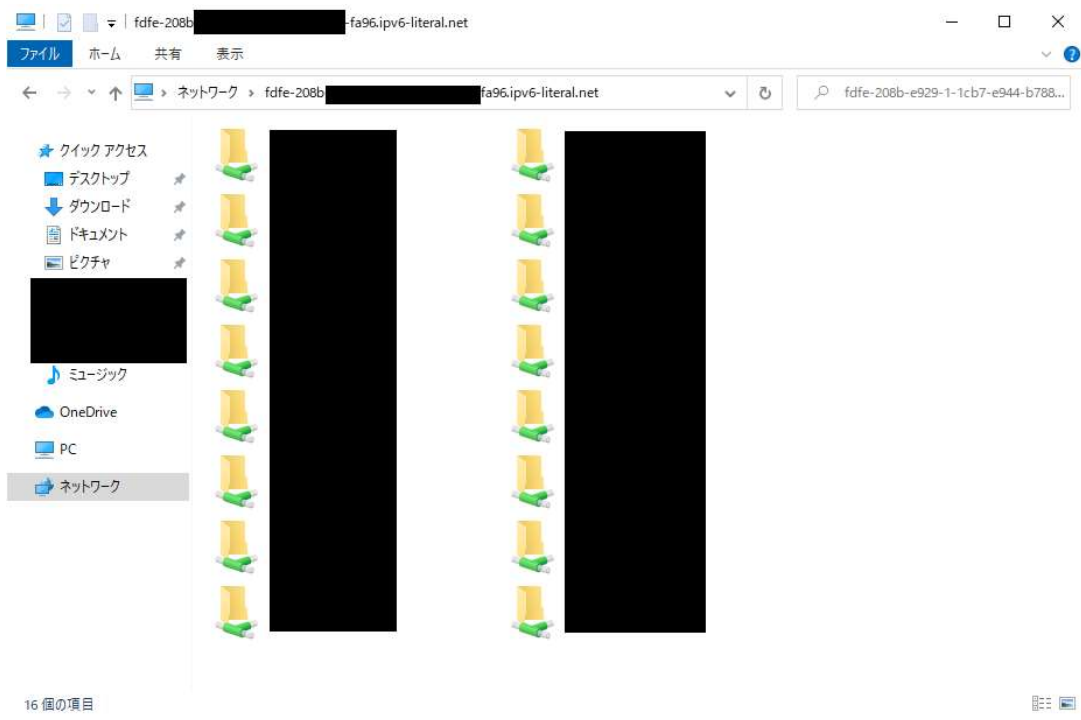 fdfe-208b -fa96.ipv6-literal.net
ファイル ホーム 共有 表示
ネットワーク › fdfe-208b fa96.ipv6-literal.net
fdfe-208b-e929-1-1cb7-e944-b788...
クイック アクセス
デスクトップ
ダウンロード
ドキュメント
ピクチャ
ミュージック
OneDrive
PC
ネットワーク
16 個の項目